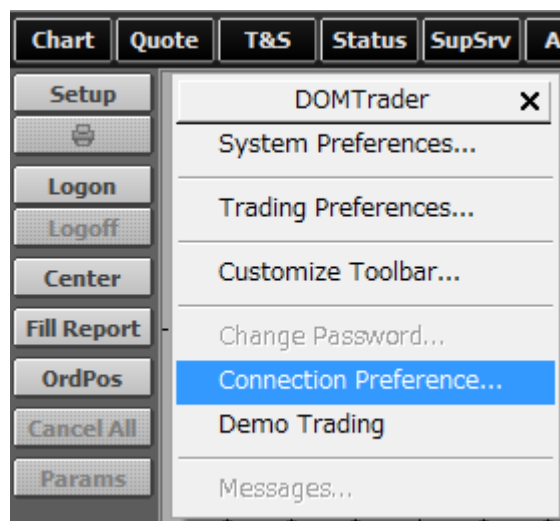 Chart Quote T&S Status SupSrv A
Setup
DOMTrader
System Preferences...
Logon
Trading Preferences...
Logoff
Center
Customize Toolbar...
Fill Report
Change Password...
OrdPos
Connection Preference...
Cancel All
Demo Trading
Params
Messages...